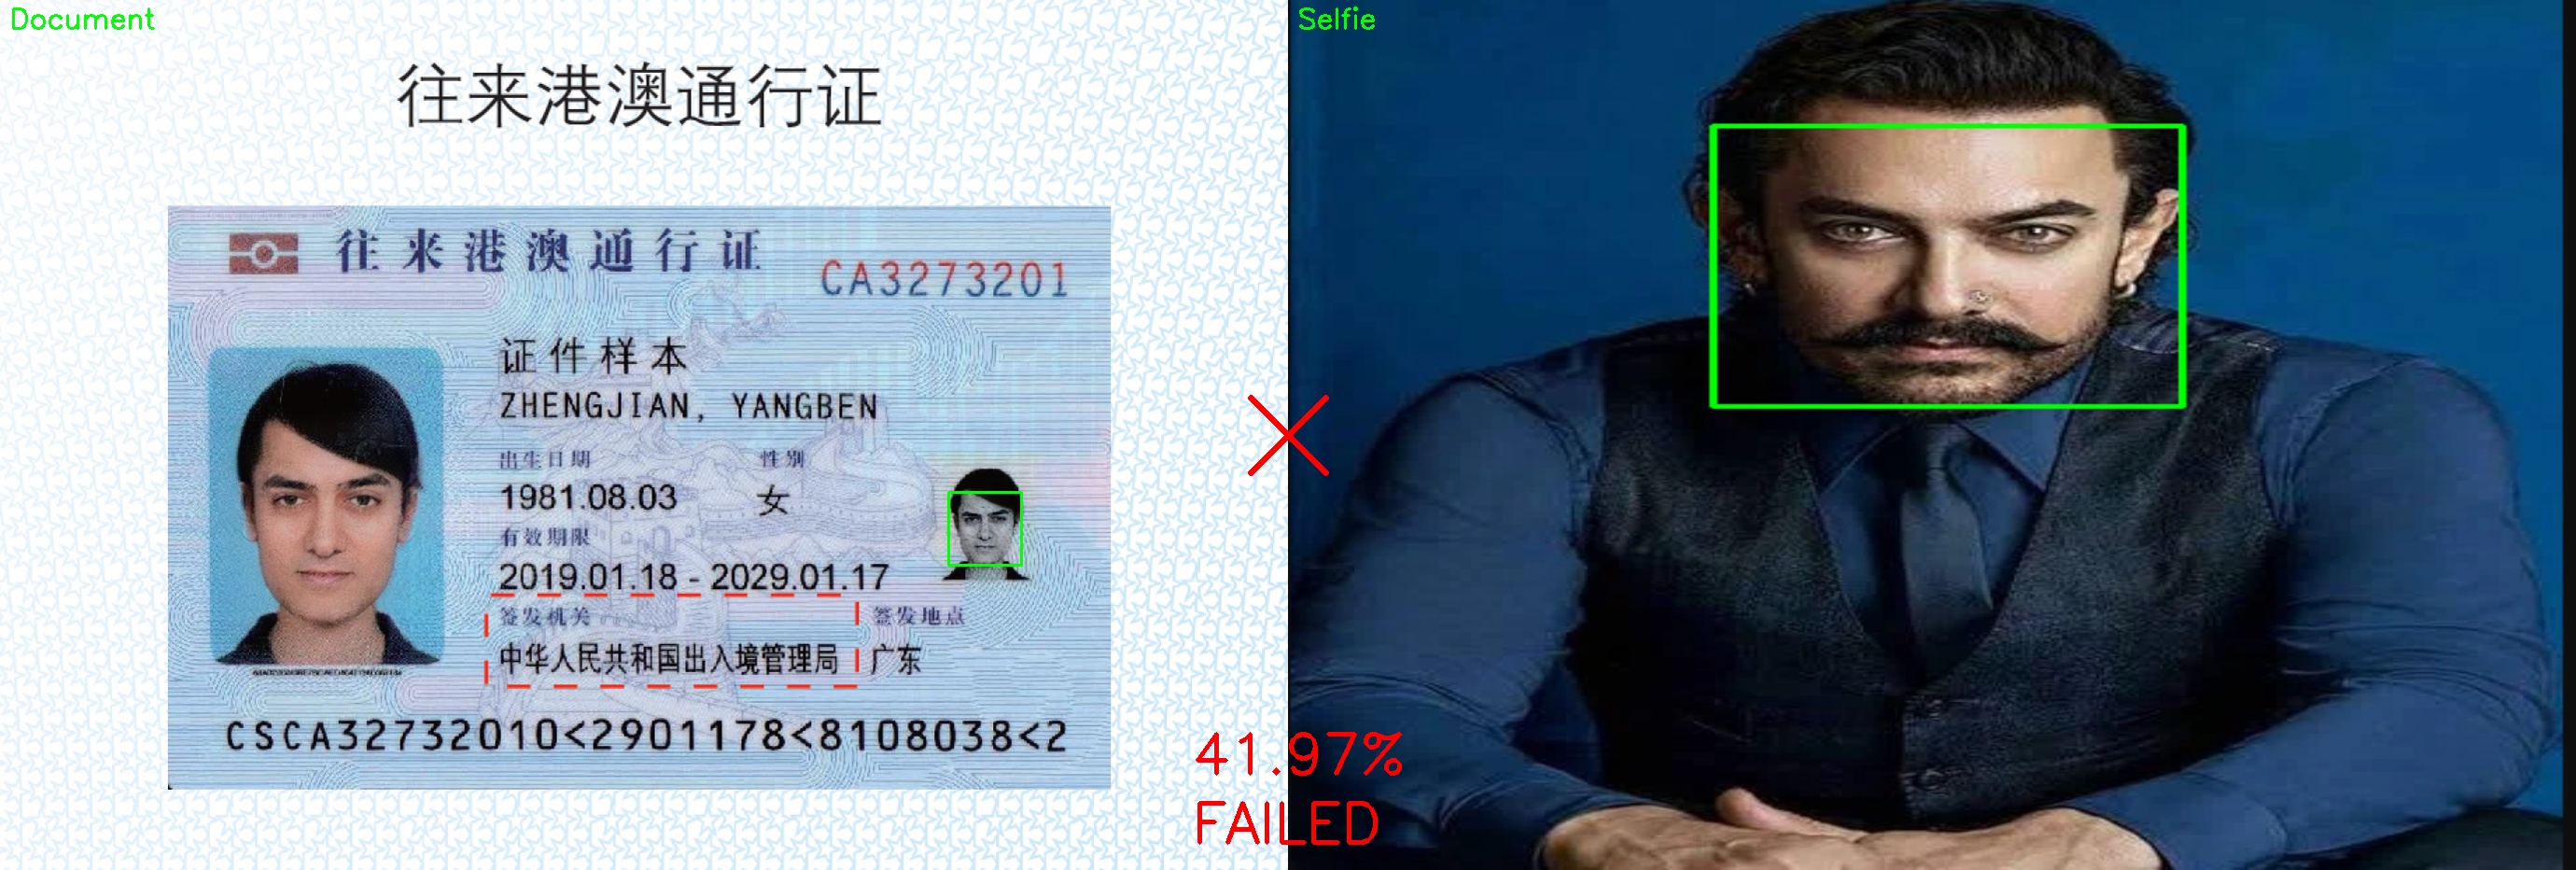 Document
Selfie
往来港澳通行证
往来港澳通行证
CA3273201
证件样本
ZHENGJIAN, YANGBEN
出生日期 性别
1981.08.03 女
有效期限
2019.01.18 - 2029.01.17
签发机关 签发地点
中华人民共和国出入境管理局 广东
CSCA32732010<2901178<8108038<2
41.97%
FAILED